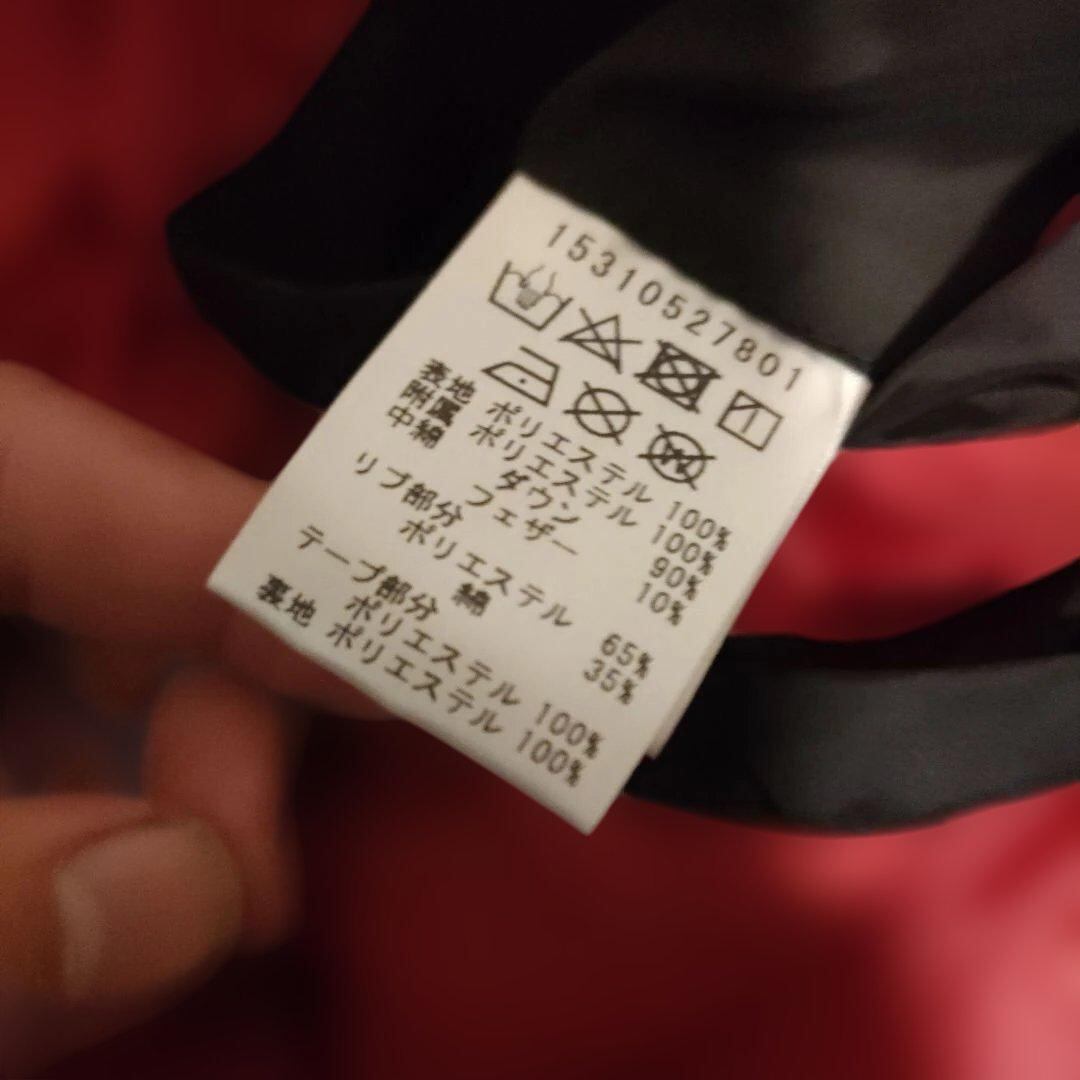 15310527801
表地 ポリエステル 100%
附属 ポリエステル 100%
中綿 ダウン 90%
フェザー 10%
リブ部分
ポリエステル 65%
綿 35%
テープ部分
ポリエステル 100%
裏地 ポリエステル 100%